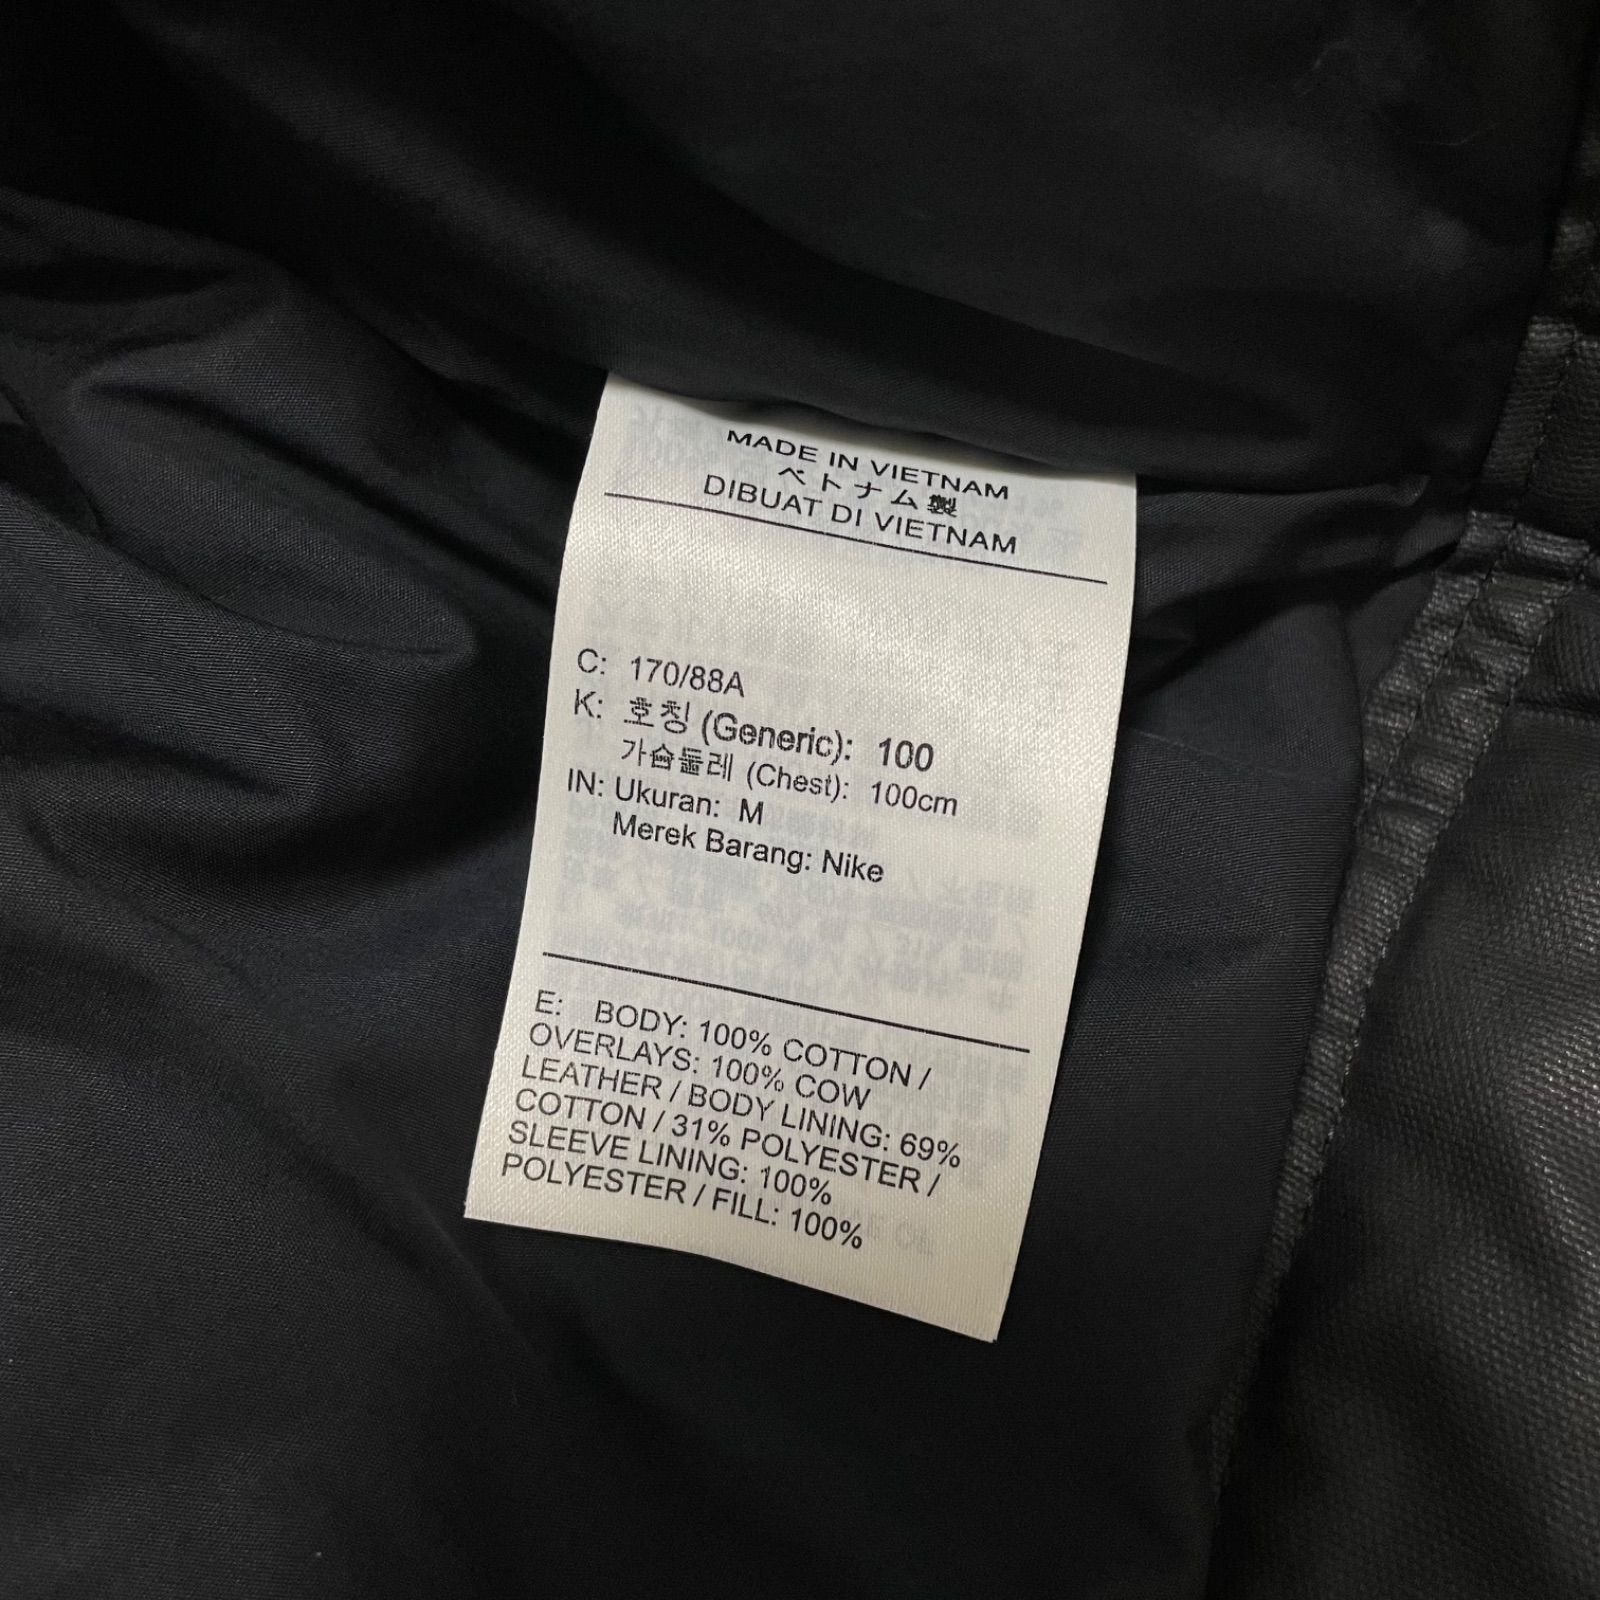 MADE IN VIETNAM
ベトナム製
DIBUAT DI VIETNAM
C: 170/88A
K: 호칭 (Generic): 100
가슴둘레 (Chest): 100cm
IN: Ukuran: M
Merek Barang: Nike
E: BODY: 100% COTTON /
OVERLAYS: 100% COW
LEATHER / BODY LINING: 69%
COTTON / 31% POLYESTER /
SLEEVE LINING: 100%
POLYESTER / FILL: 100%